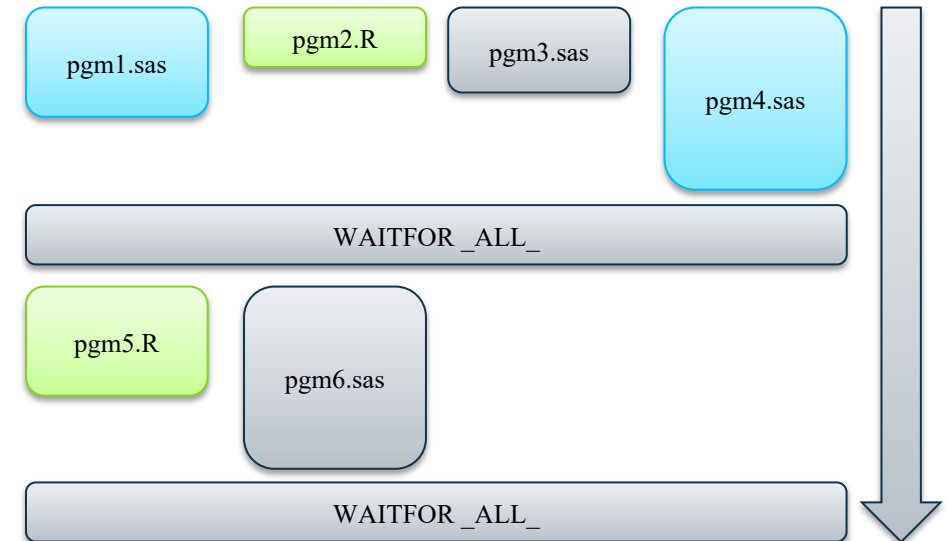 pgm1.sas
pgm2.R
pgm3.sas
pgm4.sas
WAITFOR _ALL_
pgm5.R
pgm6.sas
WAITFOR _ALL_